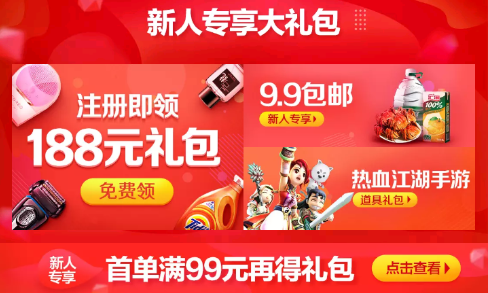 新人专享大礼包
注册即领
188元礼包
免费领
9.9包邮
新人专享
100%
热血江湖手游
道具礼包
新人
专享
首单满99元再得礼包
点击查看